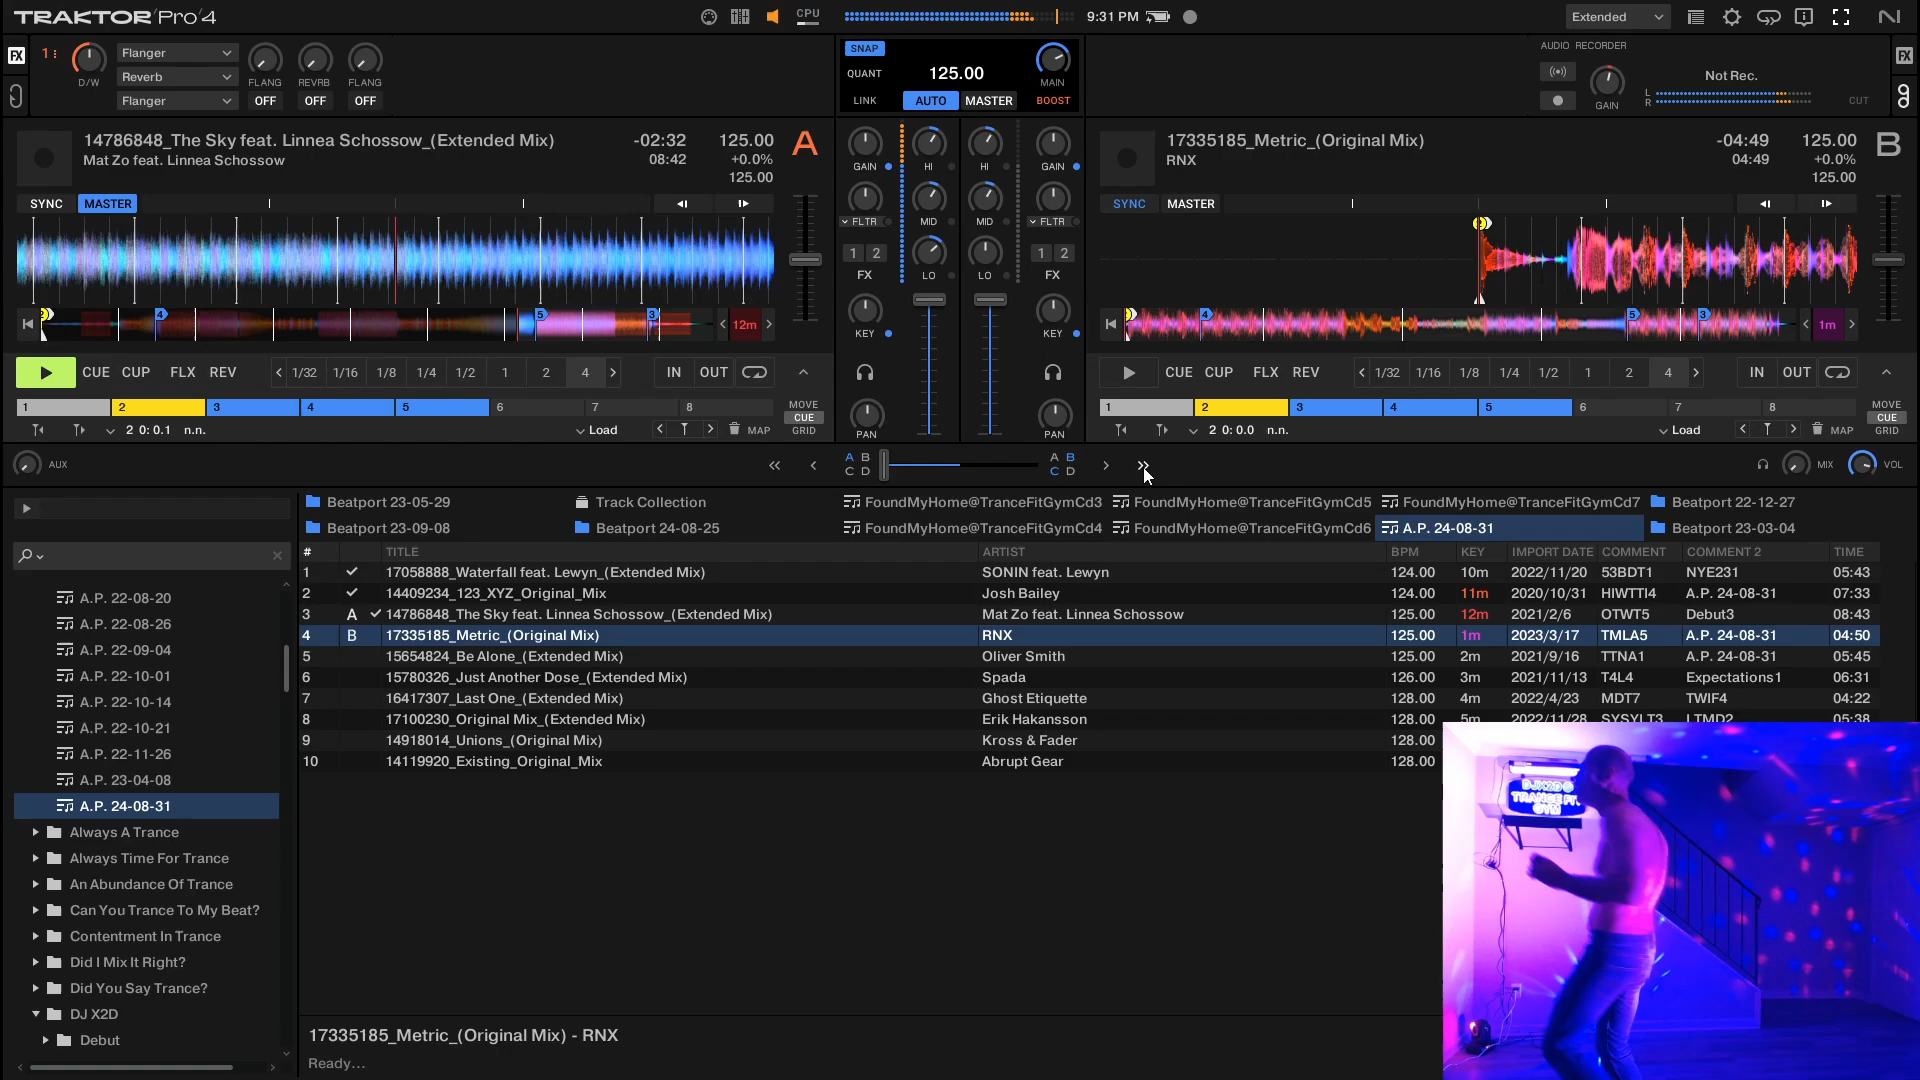 TRAKTOR Pro 4
CPU
9:31 PM
Extended
FX
1
D/W
Flanger
Reverb
Flanger
FLANG
REVRB
FLANG
OFF
OFF
OFF
SNAP
QUANT
125.00
MAIN
LINK
AUTO
MASTER
BOOST
AUDIO RECORDER
GAIN
Not Rec.
L
R
CUT
FX
14786848_The Sky feat. Linnea Schossow_(Extended Mix)
Mat Zo feat. Linnea Schossow
-02:32
08:42
125.00
+0.0%
125.00
A
SYNC
MASTER
4
5
3
12m
CUE
CUP
FLX
REV
1/32
1/16
1/8
1/4
1/2
1
2
4
IN
OUT
1
2
3
4
5
6
7
8
MOVE
CUE
GRID
2 0: 0.1 n.n.
Load
MAP
GAIN
HI
HI
GAIN
MID
MID
FLTR
FLTR
1 2
1 2
FX
LO
LO
FX
KEY
KEY
PAN
PAN
17335185_Metric_(Original Mix)
RNX
-04:49
04:49
125.00
+0.0%
125.00
B
SYNC
MASTER
4
5
3
1m
CUE
CUP
FLX
REV
1/32
1/16
1/8
1/4
1/2
1
2
4
IN
OUT
1
2
3
4
5
6
7
8
MOVE
CUE
GRID
2 0: 0.0 n.n.
Load
MAP
AUX
A B
C D
A B
C D
MIX
VOL
Beatport 23-05-29
Track Collection
FoundMyHome@TranceFitGymCd3
FoundMyHome@TranceFitGymCd5
FoundMyHome@TranceFitGymCd7
Beatport 22-12-27
Beatport 23-09-08
Beatport 24-08-25
FoundMyHome@TranceFitGymCd4
FoundMyHome@TranceFitGymCd6
A.P. 24-08-31
Beatport 23-03-04
# TITLE ARTIST BPM KEY IMPORT DATE COMMENT COMMENT 2 TIME
1 17058888_Waterfall feat. Lewyn_(Extended Mix) SONIN feat. Lewyn 124.00 10m 2022/11/20 53BDT1 NYE231 05:43
2 14409234_123_XYZ_Original_Mix Josh Bailey 124.00 11m 2020/10/31 HIWTTI4 A.P. 24-08-31 07:33
3 A 14786848_The Sky feat. Linnea Schossow_(Extended Mix) Mat Zo feat. Linnea Schossow 125.00 12m 2021/2/6 OTWT5 Debut3 08:43
4 B 17335185_Metric_(Original Mix) RNX 125.00 1m 2023/3/17 TMLA5 A.P. 24-08-31 04:50
5 15654824_Be Alone_(Extended Mix) Oliver Smith 125.00 2m 2021/9/16 TTNA1 A.P. 24-08-31 05:45
6 15780326_Just Another Dose_(Extended Mix) Spada 126.00 3m 2021/11/13 T4L4 Expectations1 06:31
7 16417307_Last One_(Extended Mix) Ghost Etiquette 128.00 4m 2022/4/23 MDT7 TWIF4 04:22
8 17100230_Original Mix_(Extended Mix) Erik Hakansson 128.00 5m 2022/11/28 SYSYLT3 LTMD2 05:38
9 14918014_Unions_(Original Mix) Kross & Fader 128.00
10 14119920_Existing_Original_Mix Abrupt Gear 128.00
A.P. 22-08-20
A.P. 22-08-26
A.P. 22-09-04
A.P. 22-10-01
A.P. 22-10-14
A.P. 22-10-21
A.P. 22-11-26
A.P. 23-04-08
A.P. 24-08-31
Always A Trance
Always Time For Trance
An Abundance Of Trance
Can You Trance To My Beat?
Contentment In Trance
Did I Mix It Right?
Did You Say Trance?
DJ X2D
Debut
DJX2D@
TRANCE FIT
GYM
17335185_Metric_(Original Mix) - RNX
Ready...